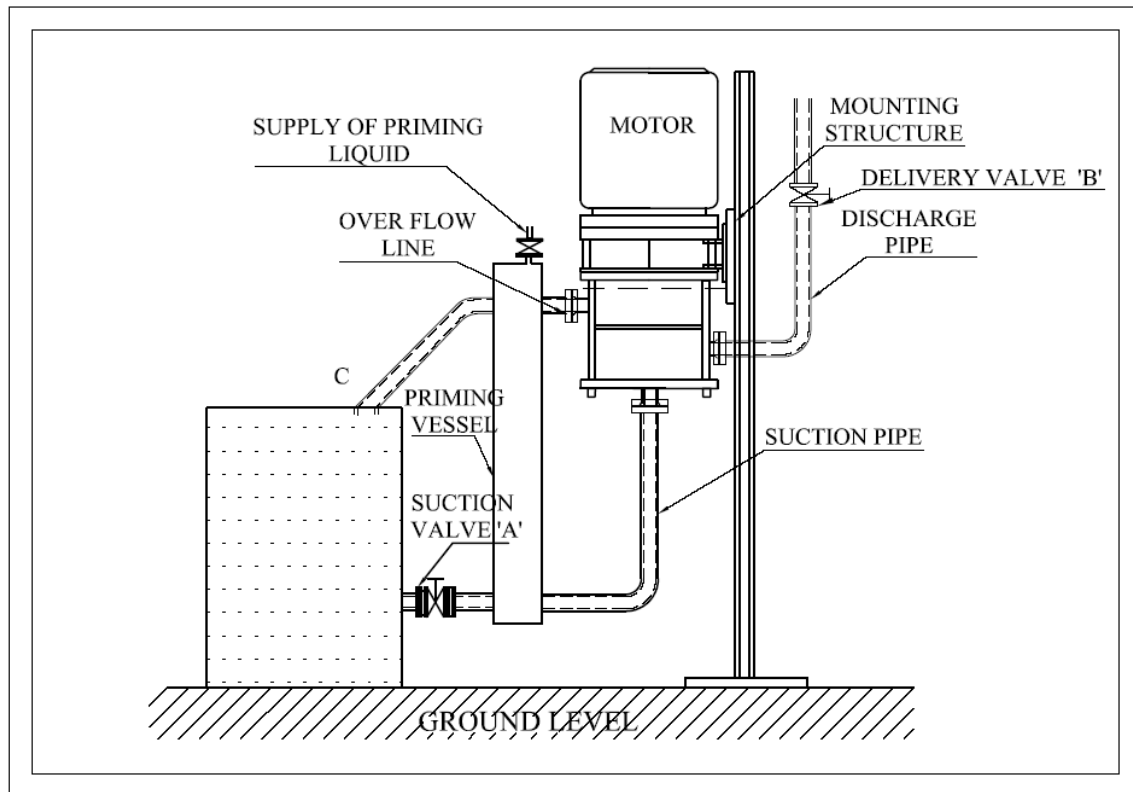 MOTOR
MOUNTING
STRUCTURE
SUPPLY OF PRIMING
LIQUID
DELIVERY VALVE 'B'
OVER FLOW
LINE
DISCHARGE
PIPE
C
PRIMING
VESSEL
SUCTION PIPE
SUCTION
VALVE 'A'
GROUND LEVEL